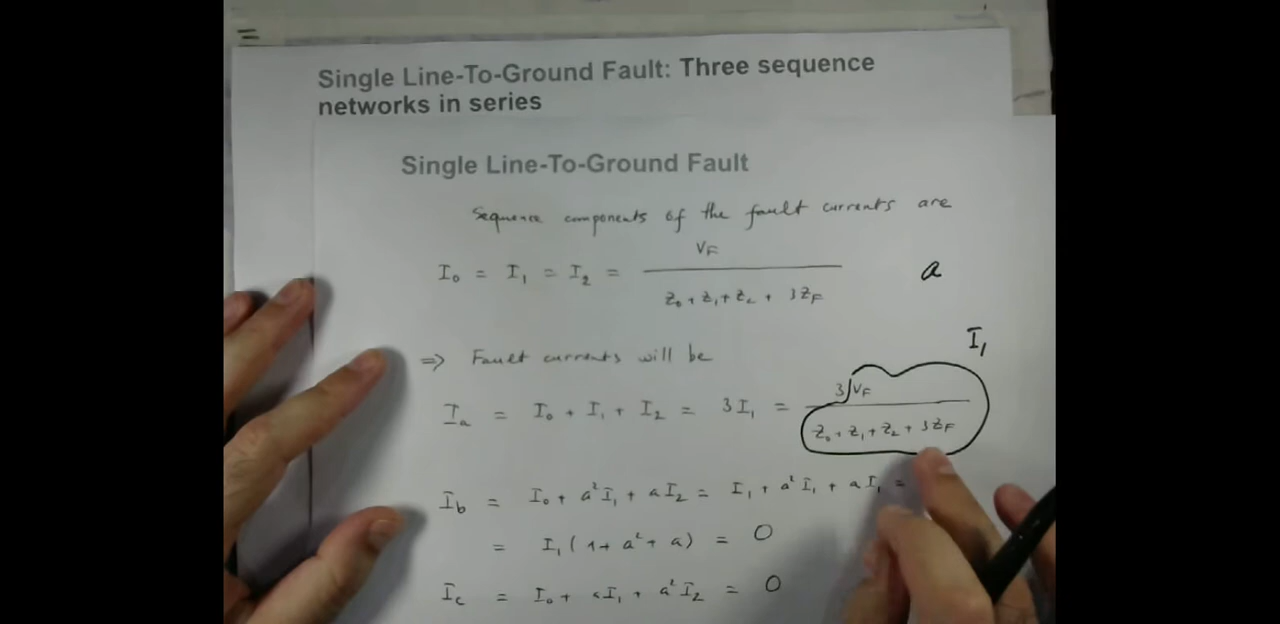 Single Line-To-Ground Fault: Three sequence
networks in series
Single Line-To-Ground Fault
Sequence components of the fault currents are
I₀ = I₁ = I₂ = V_F / (Z₀ + Z₁ + Z₂ + 3Z_F)
a
⇒ Fault currents will be
I₁
I_a = I₀ + I₁ + I₂ = 3I₁ = 3V_F / (Z₀ + Z₁ + Z₂ + 3Z_F)
I_b = I₀ + a²I₁ + aI₂ = I₁ + a²I₁ + aI₁ =
= I₁(1 + a² + a) = 0
I_c = I₀ + aI₁ + a²I₂ = 0